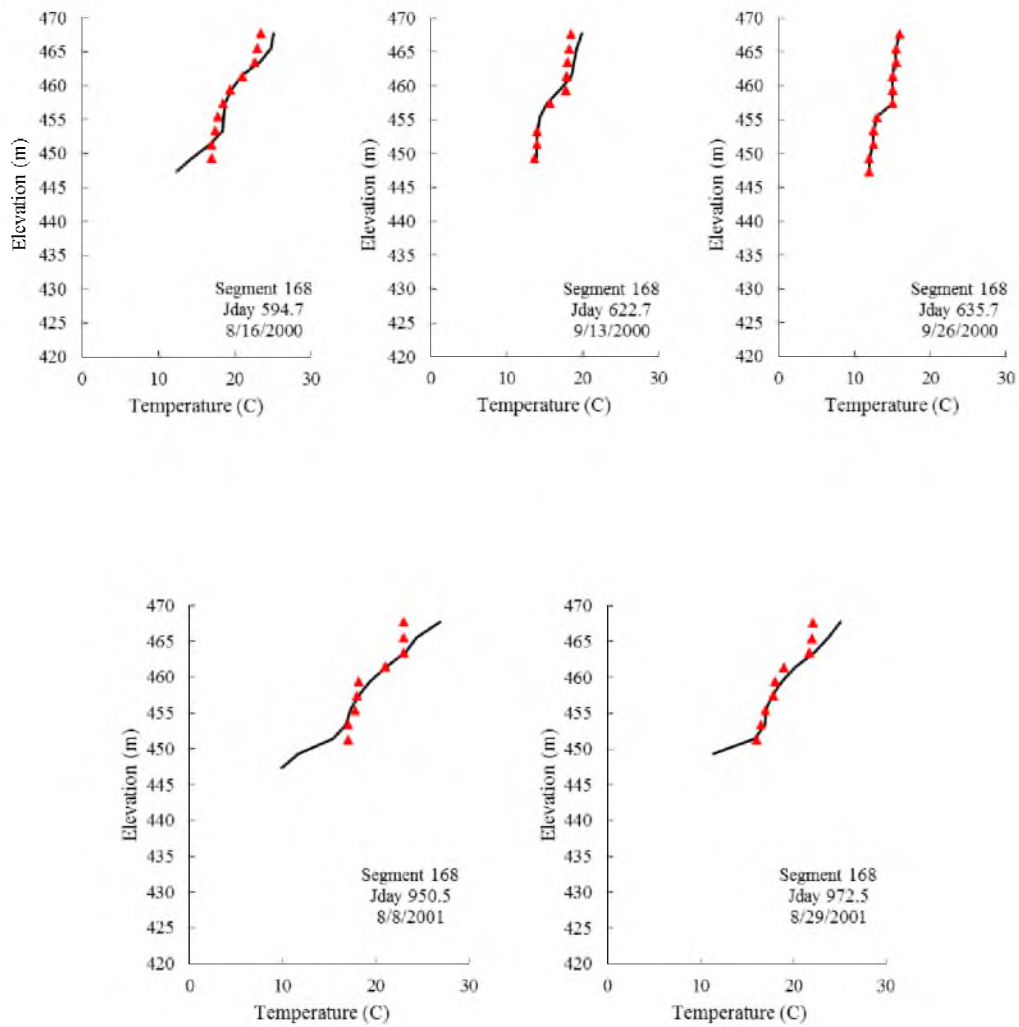 470
465
460
455
450
445
440
435
430
425
420
Elevation (m)
Segment 168
Jday 594.7
8/16/2000
0 10 20 30
Temperature (C)
470
465
460
455
450
445
440
435
430
425
420
Elevation (m)
Segment 168
Jday 622.7
9/13/2000
0 10 20 30
Temperature (C)
470
465
460
455
450
445
440
435
430
425
420
Elevation (m)
Segment 168
Jday 635.7
9/26/2000
0 10 20 30
Temperature (C)
470
465
460
455
450
445
440
435
430
425
420
Elevation (m)
Segment 168
Jday 950.5
8/8/2001
0 10 20 30
Temperature (C)
470
465
460
455
450
445
440
435
430
425
420
Elevation (m)
Segment 168
Jday 972.5
8/29/2001
0 10 20 30
Temperature (C)